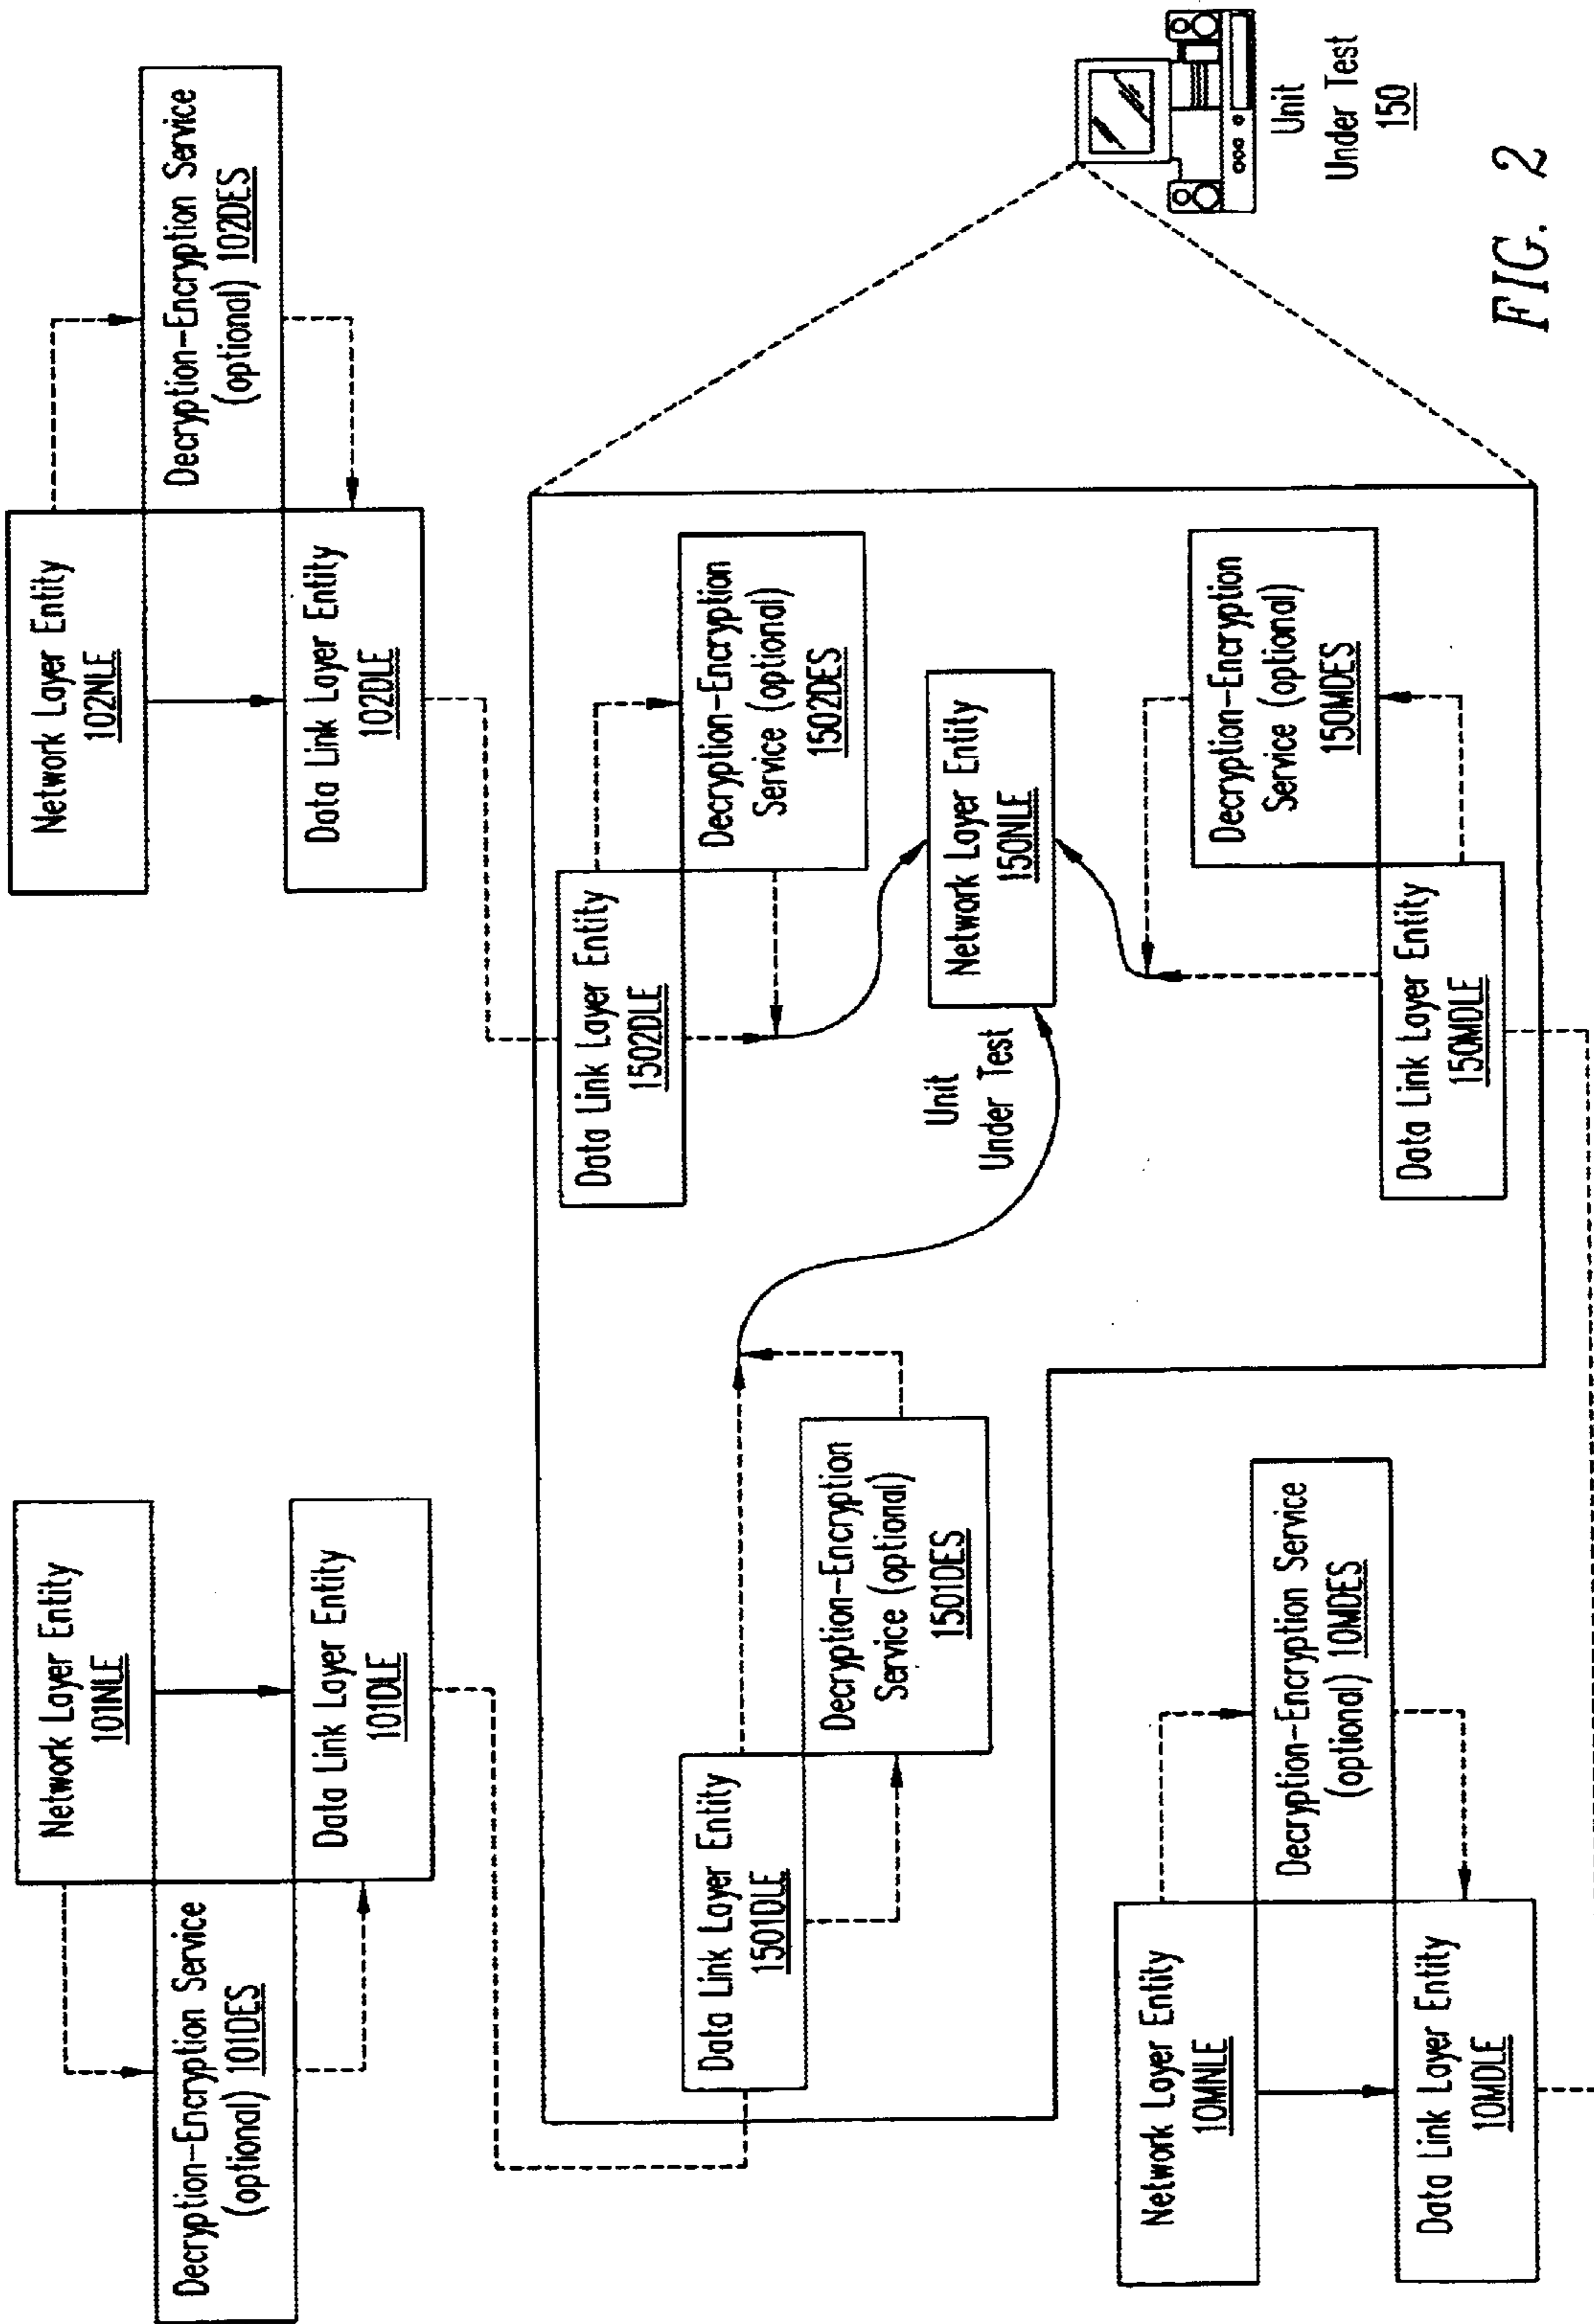 Network Layer Entity
101NLE
Decryption-Encryption Service
(optional) 101DES
Data Link Layer Entity
101DLE
Network Layer Entity
102NLE
Decryption-Encryption Service
(optional) 102DES
Data Link Layer Entity
102DLE
Data Link Layer Entity
1501DLE
Decryption-Encryption
Service (optional)
1501DES
Data Link Layer Entity
1502DLE
Decryption-Encryption
Service (optional)
1502DES
Unit
Under Test
Network Layer Entity
150NLE
Decryption-Encryption
Service (optional)
150MDES
Data Link Layer Entity
150MDLE
Network Layer Entity
10MNLE
Decryption-Encryption Service
(optional) 10MDES
Data Link Layer Entity
10MDLE
Unit
Under Test
150
FIG. 2